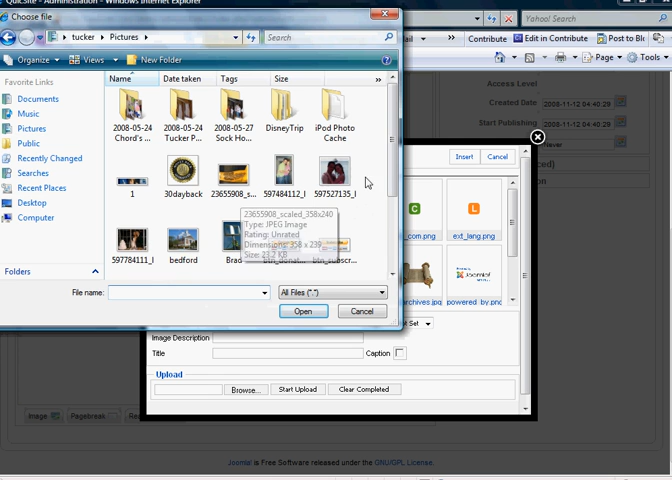 QuicSite - Administration - Windows Internet Explorer
Choose file
tucker ▸ Pictures ▸
Search
Yahoo! Search
Contribute
Edit in Contribute
Post to Blo
Organize
Views
New Folder
Page
Tools
Favorite Links
Documents
Music
Pictures
Public
Recently Changed
Searches
Recent Places
Desktop
Computer
Folders
Name
Date taken
Tags
Size
»
2008-05-24 Chord's ...
2008-05-24 Tucker P...
2008-05-27 Sock Ho...
DisneyTrip
iPod Photo Cache
1
30dayback
23655908_s...
597484112_l
597527135_l
23655908_scaled_358x240
Type: JPEG Image
Rating: Unrated
Dimensions: 358 x 239
Size: 23.2 KB
597784111_l
bedford
Brad
File name:
All Files (*.*)
Open
Cancel
Access Level
Created Date
2008-11-12 04:40:29
Start Publishing
2008-11-12 04:40:29
Never
Insert
Cancel
C
L
_com.png
ext_lang.png
Joomla!
archives.jpg
powered_by.png
t Set
Image Description
Title
Caption
Upload
Browse...
Start Upload
Clear Completed
Image
Pagebreak
Joomla! is Free Software released under the GNU/GPL License.